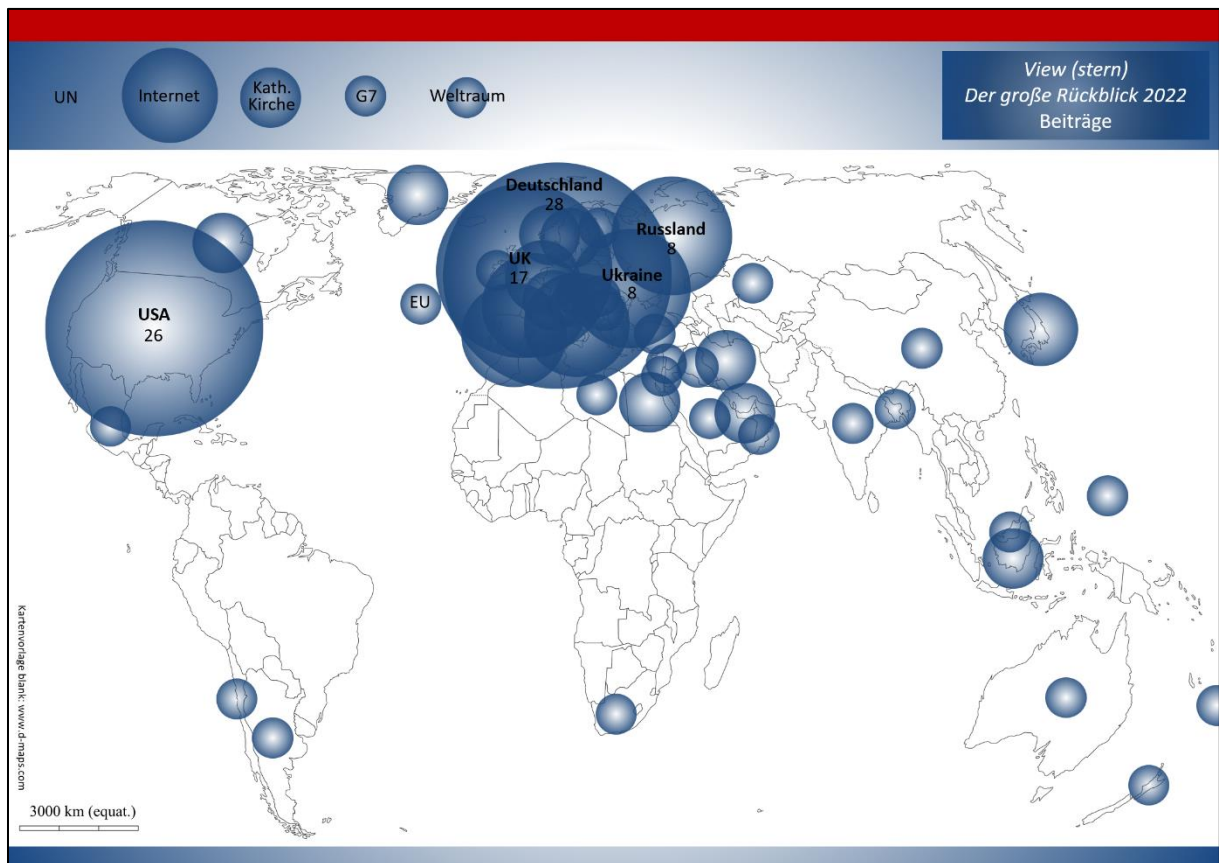 View (stern)
Der große Rückblick 2022
Beiträge
UN
Internet
Kath.
Kirche
G7
Weltraum
Deutschland
28
Russland
8
UK
17
Ukraine
8
EU
USA
26
Kartenvorlage blank: www.d-maps.com
3000 km (equat.)